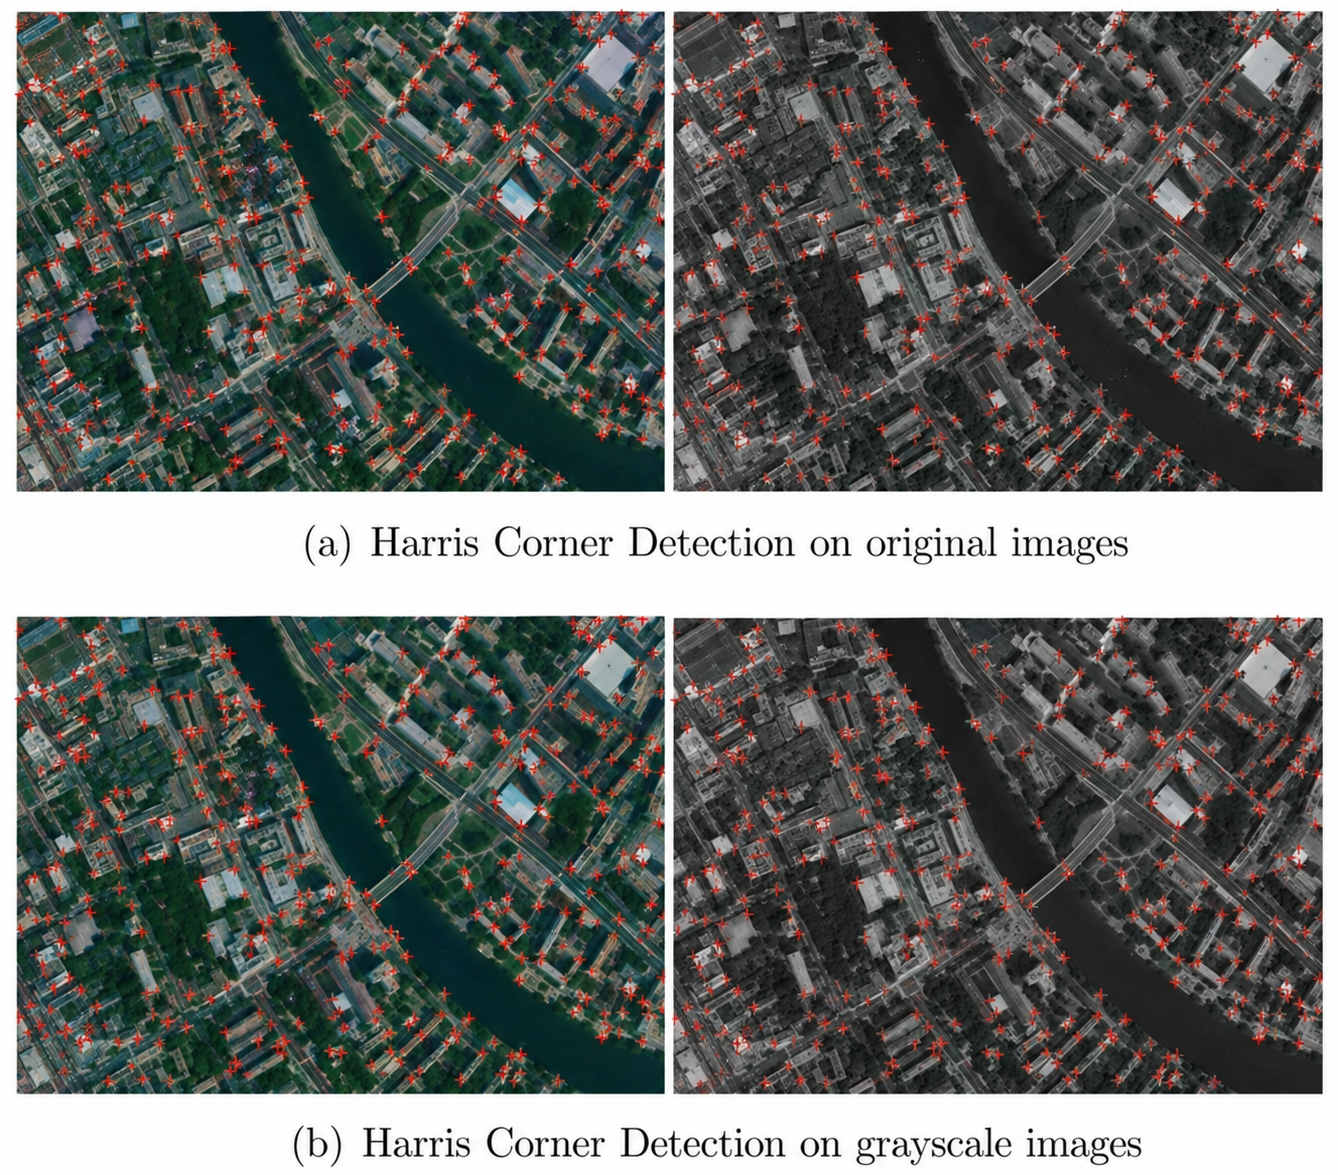 (a) Harris Corner Detection on original images
(b) Harris Corner Detection on grayscale images